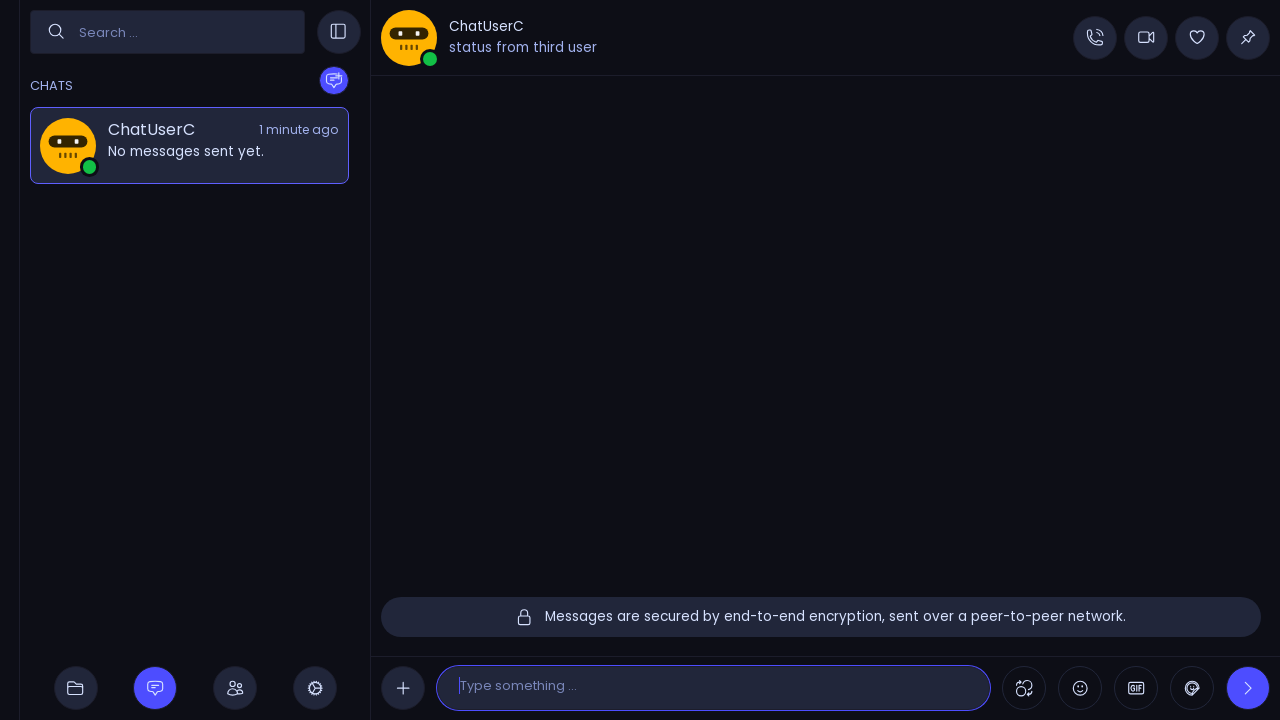 Search ...
CHATS
ChatUserC
1 minute ago
No messages sent yet.
ChatUserC
status from third user
Messages are secured by end-to-end encryption, sent over a peer-to-peer network.
Type something ...
GIF